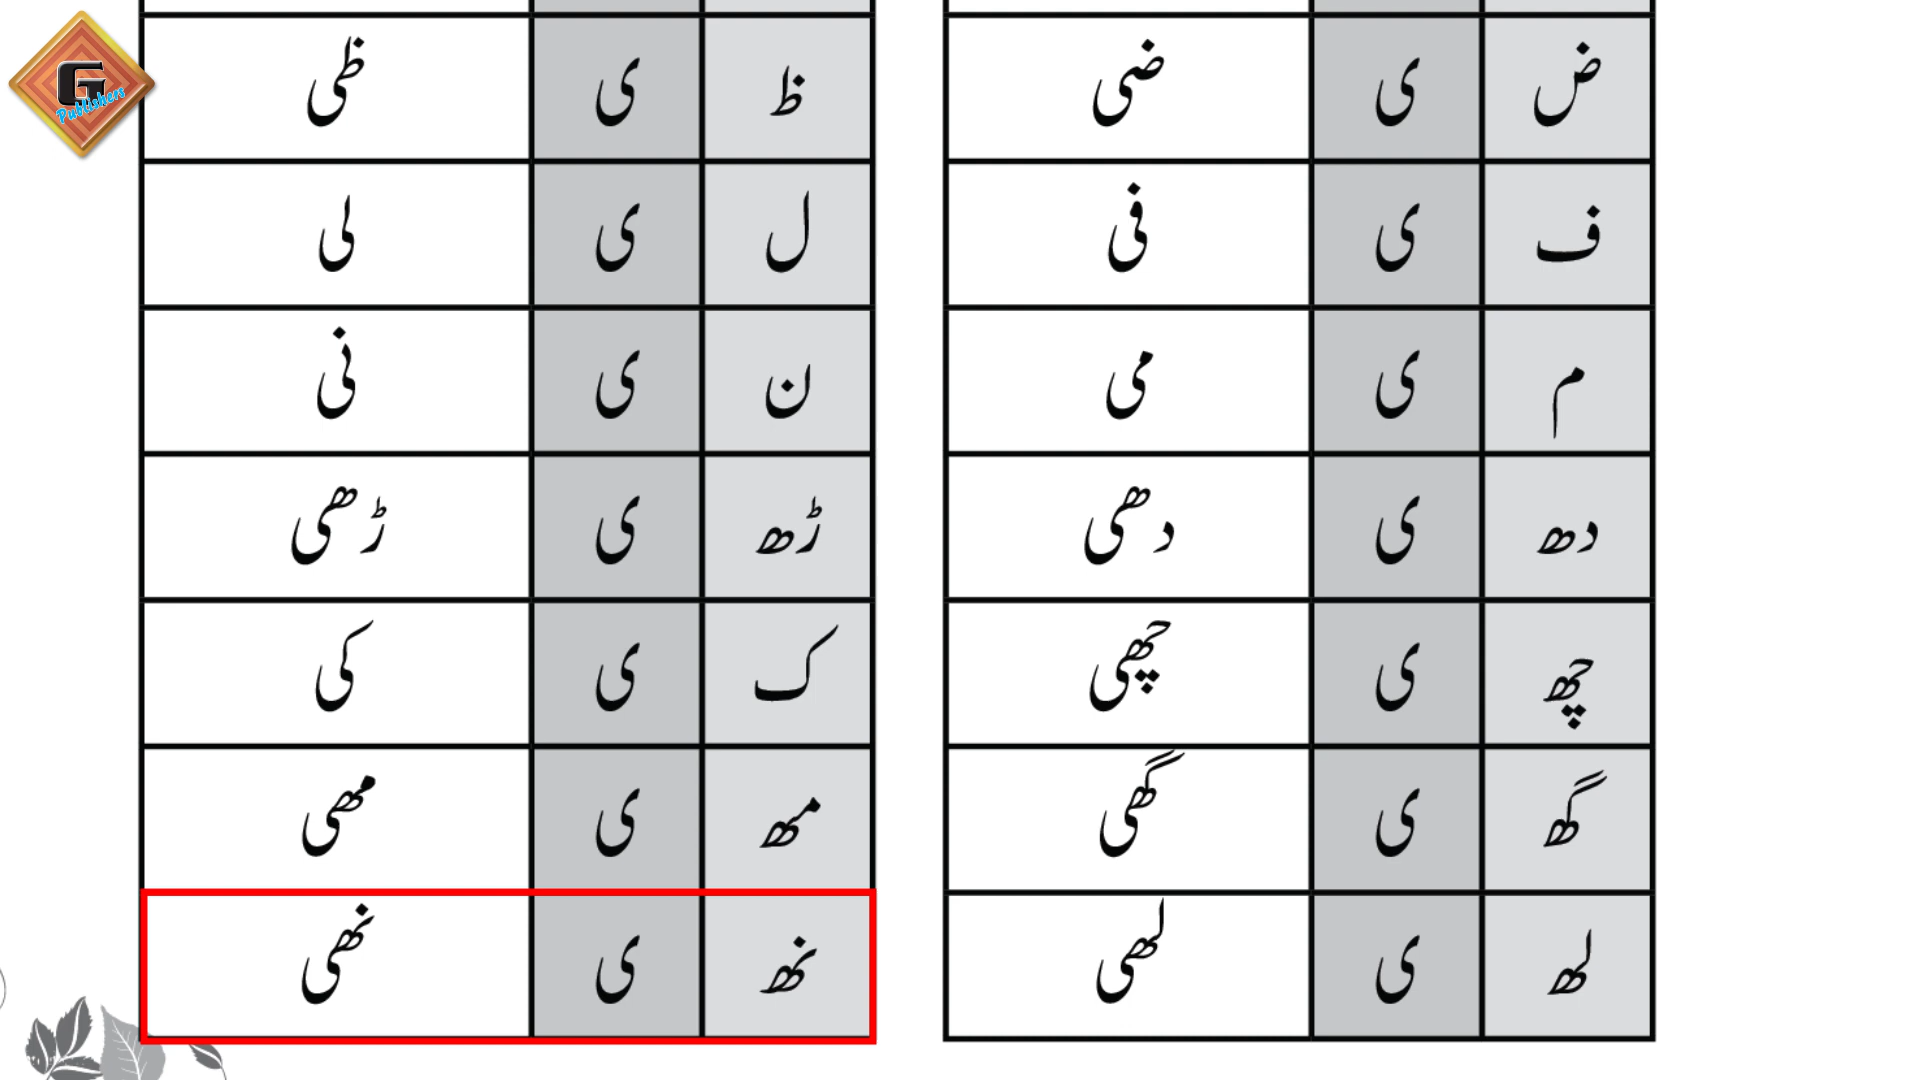 G
Publishers
ض ی ضی ظ ی ظی
ف ی فی ل ی لی
م ی می ن ی نی
دھ ی دھی ڑھ ی ڑھی
چھ ی چھی ک ی کی
گھ ی گھی مھ ی مھی
لھ ی لھی نھ ی نھی